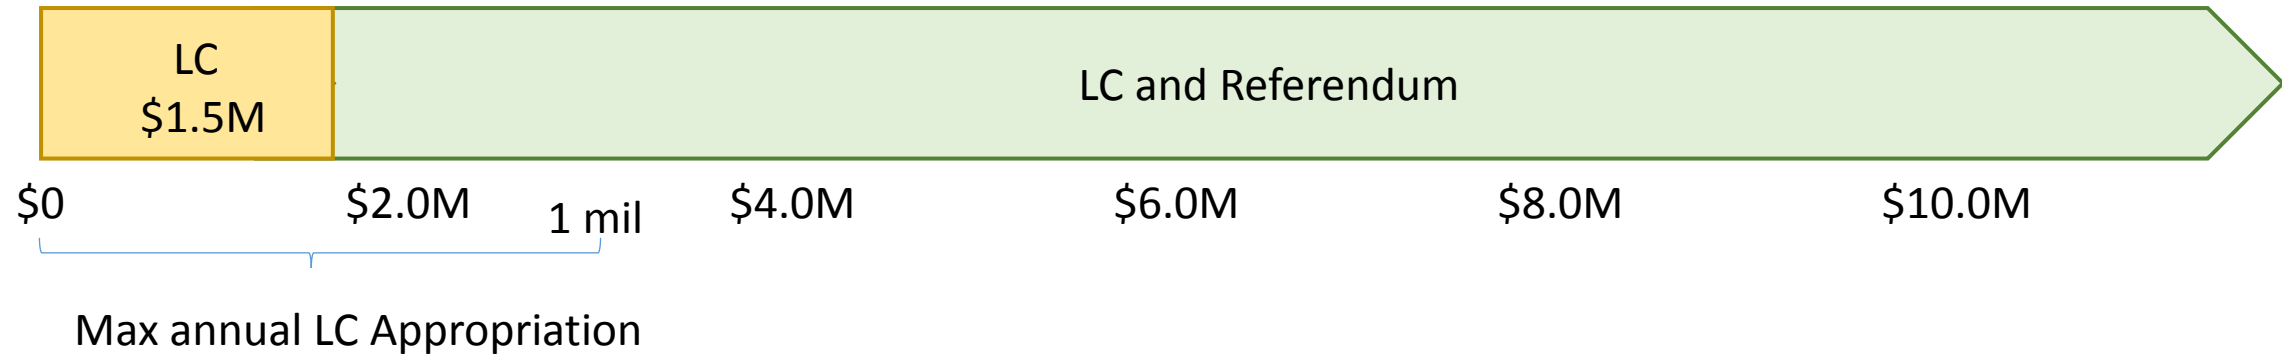 LC
$1.5M
LC and Referendum
$0
$2.0M
1 mil
$4.0M
$6.0M
$8.0M
$10.0M
Max annual LC Appropriation